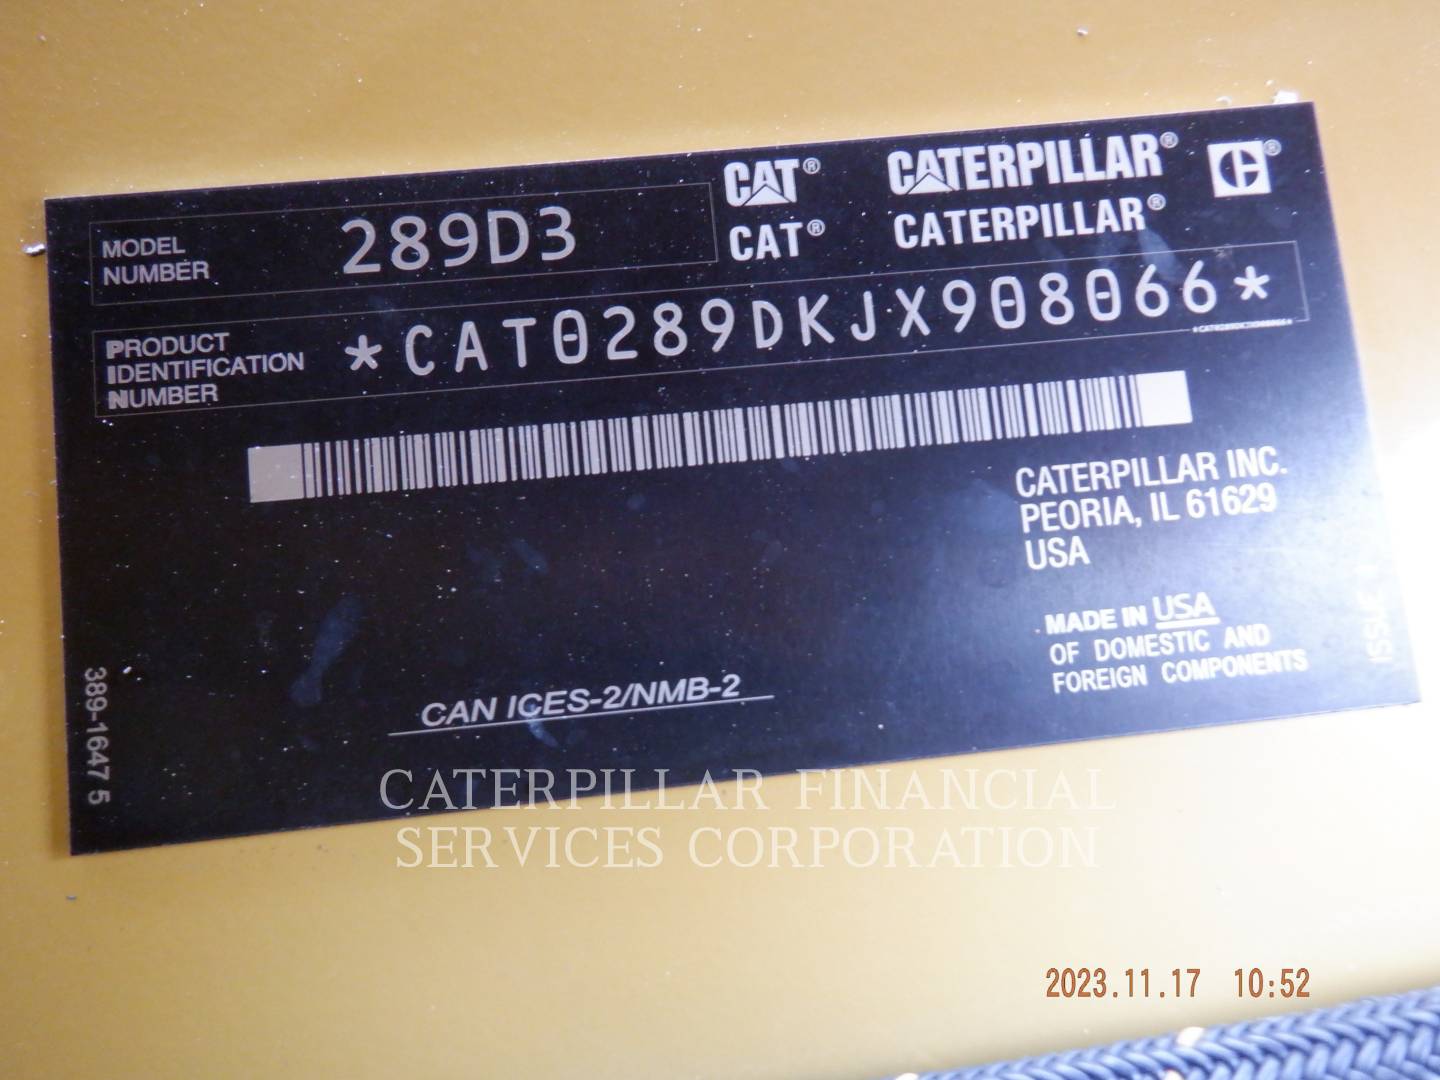 MODEL
NUMBER
289D3
CAT® CATERPILLAR® C®
CAT® CATERPILLAR®
PRODUCT
IDENTIFICATION
NUMBER
*CAT0289DKJX908066*
*CAT0289DKJX908066*
CATERPILLAR INC.
PEORIA, IL 61629
USA
MADE IN USA
OF DOMESTIC AND
FOREIGN COMPONENTS
ISSUE
CAN ICES-2/NMB-2
389-1647 5
CATERPILLAR FINANCIAL
SERVICES CORPORATION
2023.11.17 10:52